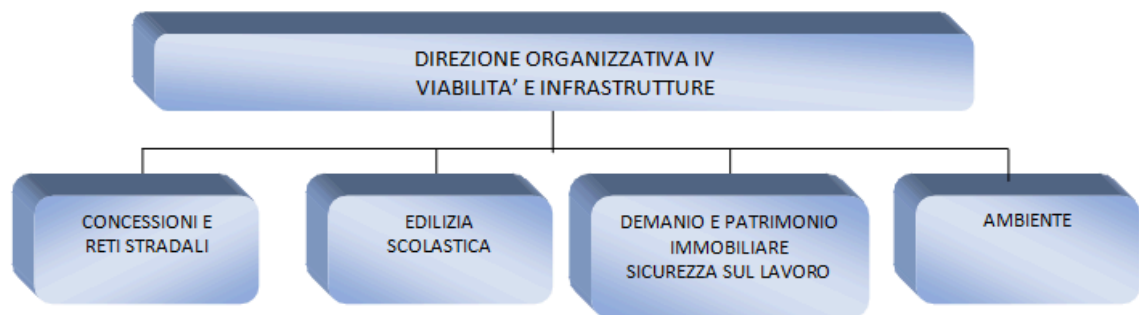 DIREZIONE ORGANIZZATIVA IV
VIABILITA’ E INFRASTRUTTURE
CONCESSIONI E
RETI STRADALI
EDILIZIA
SCOLASTICA
DEMANIO E PATRIMONIO
IMMOBILIARE
SICUREZZA SUL LAVORO
AMBIENTE